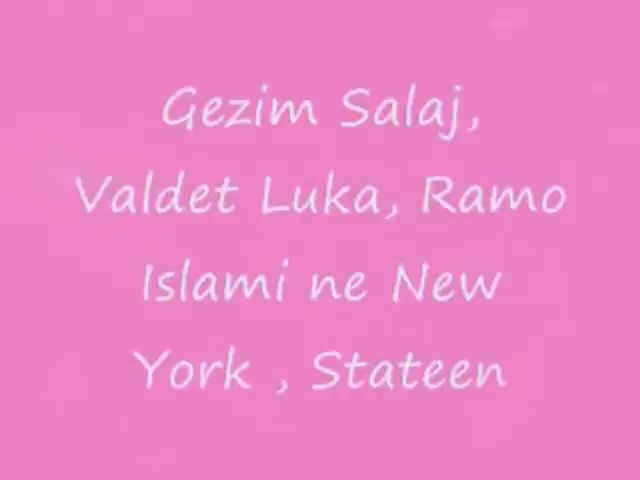 Gezim Salaj,
Valdet Luka, Ramo
Islami ne New
York , Stateen